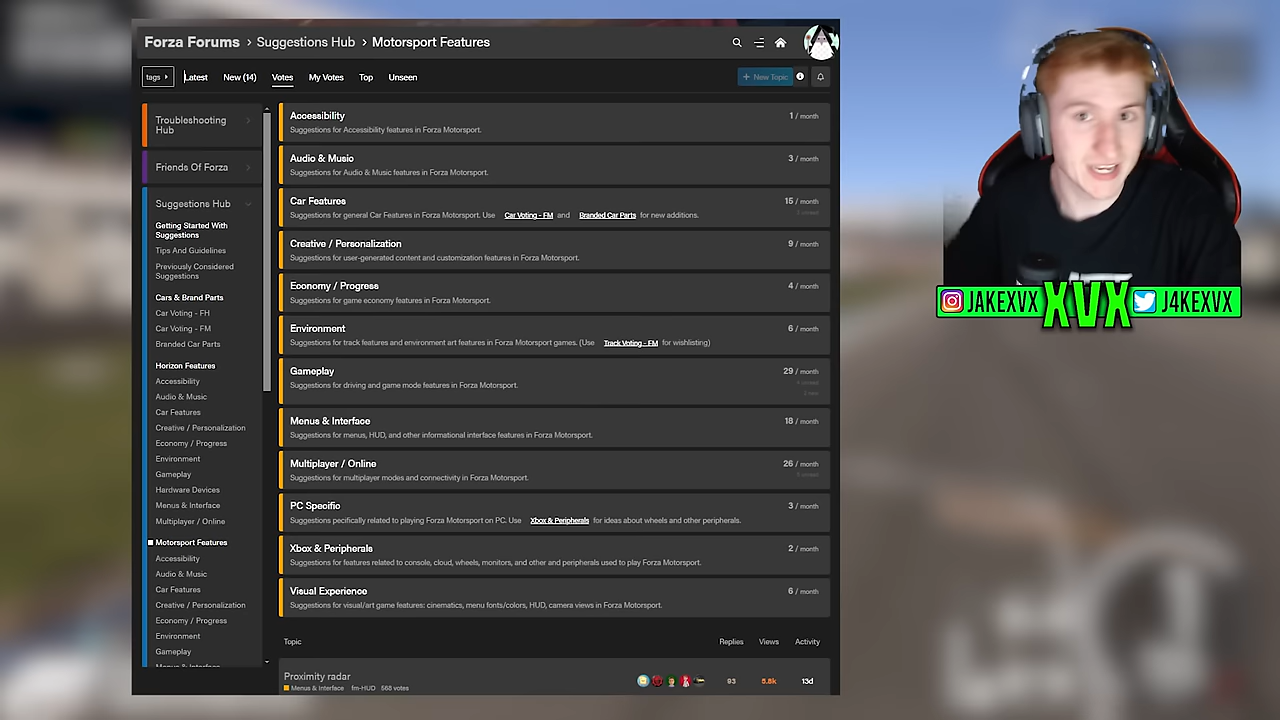 Forza Forums › Suggestions Hub › Motorsport Features
tags
Latest
New (14)
Votes
My Votes
Top
Unseen
+ New Topic
Troubleshooting
Hub
Friends Of Forza
Suggestions Hub
Getting Started With
Suggestions
Tips And Guidelines
Previously Considered
Suggestions
Cars & Brand Parts
Car Voting - FH
Car Voting - FM
Branded Car Parts
Horizon Features
Accessibility
Audio & Music
Car Features
Creative / Personalization
Economy / Progress
Environment
Gameplay
Hardware Devices
Menus & Interface
Multiplayer / Online
Motorsport Features
Accessibility
Audio & Music
Car Features
Creative / Personalization
Economy / Progress
Environment
Gameplay
Menus & Interface
Accessibility
1 / month
Suggestions for Accessibility features in Forza Motorsport.
Audio & Music
3 / month
Suggestions for Audio & Music features in Forza Motorsport.
Car Features
15 / month
Suggestions for general Car Features in Forza Motorsport. Use Car Voting - FM and Branded Car Parts for new additions.
Creative / Personalization
9 / month
Suggestions for user-generated content and customization features in Forza Motorsport.
Economy / Progress
4 / month
Suggestions for game economy features in Forza Motorsport.
Environment
6 / month
Suggestions for track features and environment art features in Forza Motorsport games. (Use Track Voting - FM for wishlisting)
Gameplay
29 / month
Suggestions for driving and game mode features in Forza Motorsport.
Menus & Interface
18 / month
Suggestions for menus, HUD, and other informational interface features in Forza Motorsport.
Multiplayer / Online
26 / month
Suggestions for multiplayer modes and connectivity in Forza Motorsport.
PC Specific
3 / month
Suggestions pecifically related to playing Forza Motorsport on PC. Use Xbox & Peripherals for ideas about wheels and other peripherals.
Xbox & Peripherals
2 / month
Suggestions for features related to console, cloud, wheels, monitors, and other and peripherals used to play Forza Motorsport.
Visual Experience
6 / month
Suggestions for visual/art game features: cinematics, menu fonts/colors, HUD, camera views in Forza Motorsport.
Topic
Replies
Views
Activity
Proximity radar
Menus & Interface fm-HUD 568 votes
93
5.8k
13d
JAKEXVX XVX J4KEXVX